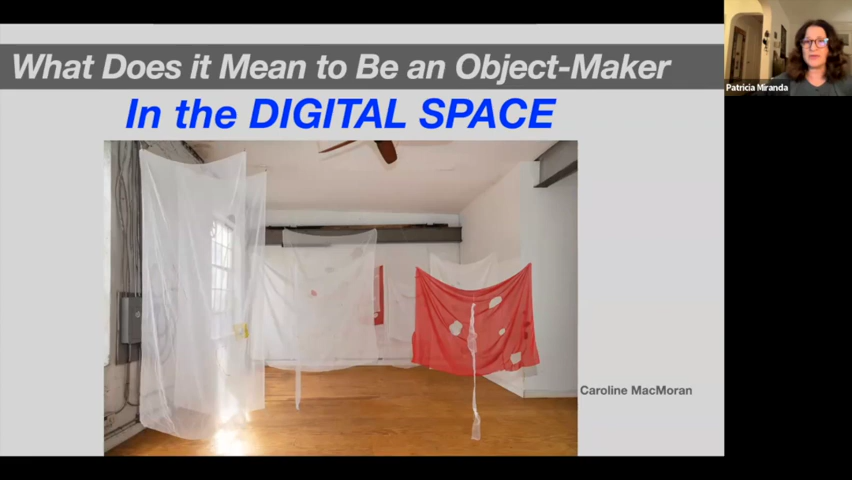 What Does it Mean to Be an Object-Maker
In the DIGITAL SPACE
Caroline MacMoran
Patricia Miranda